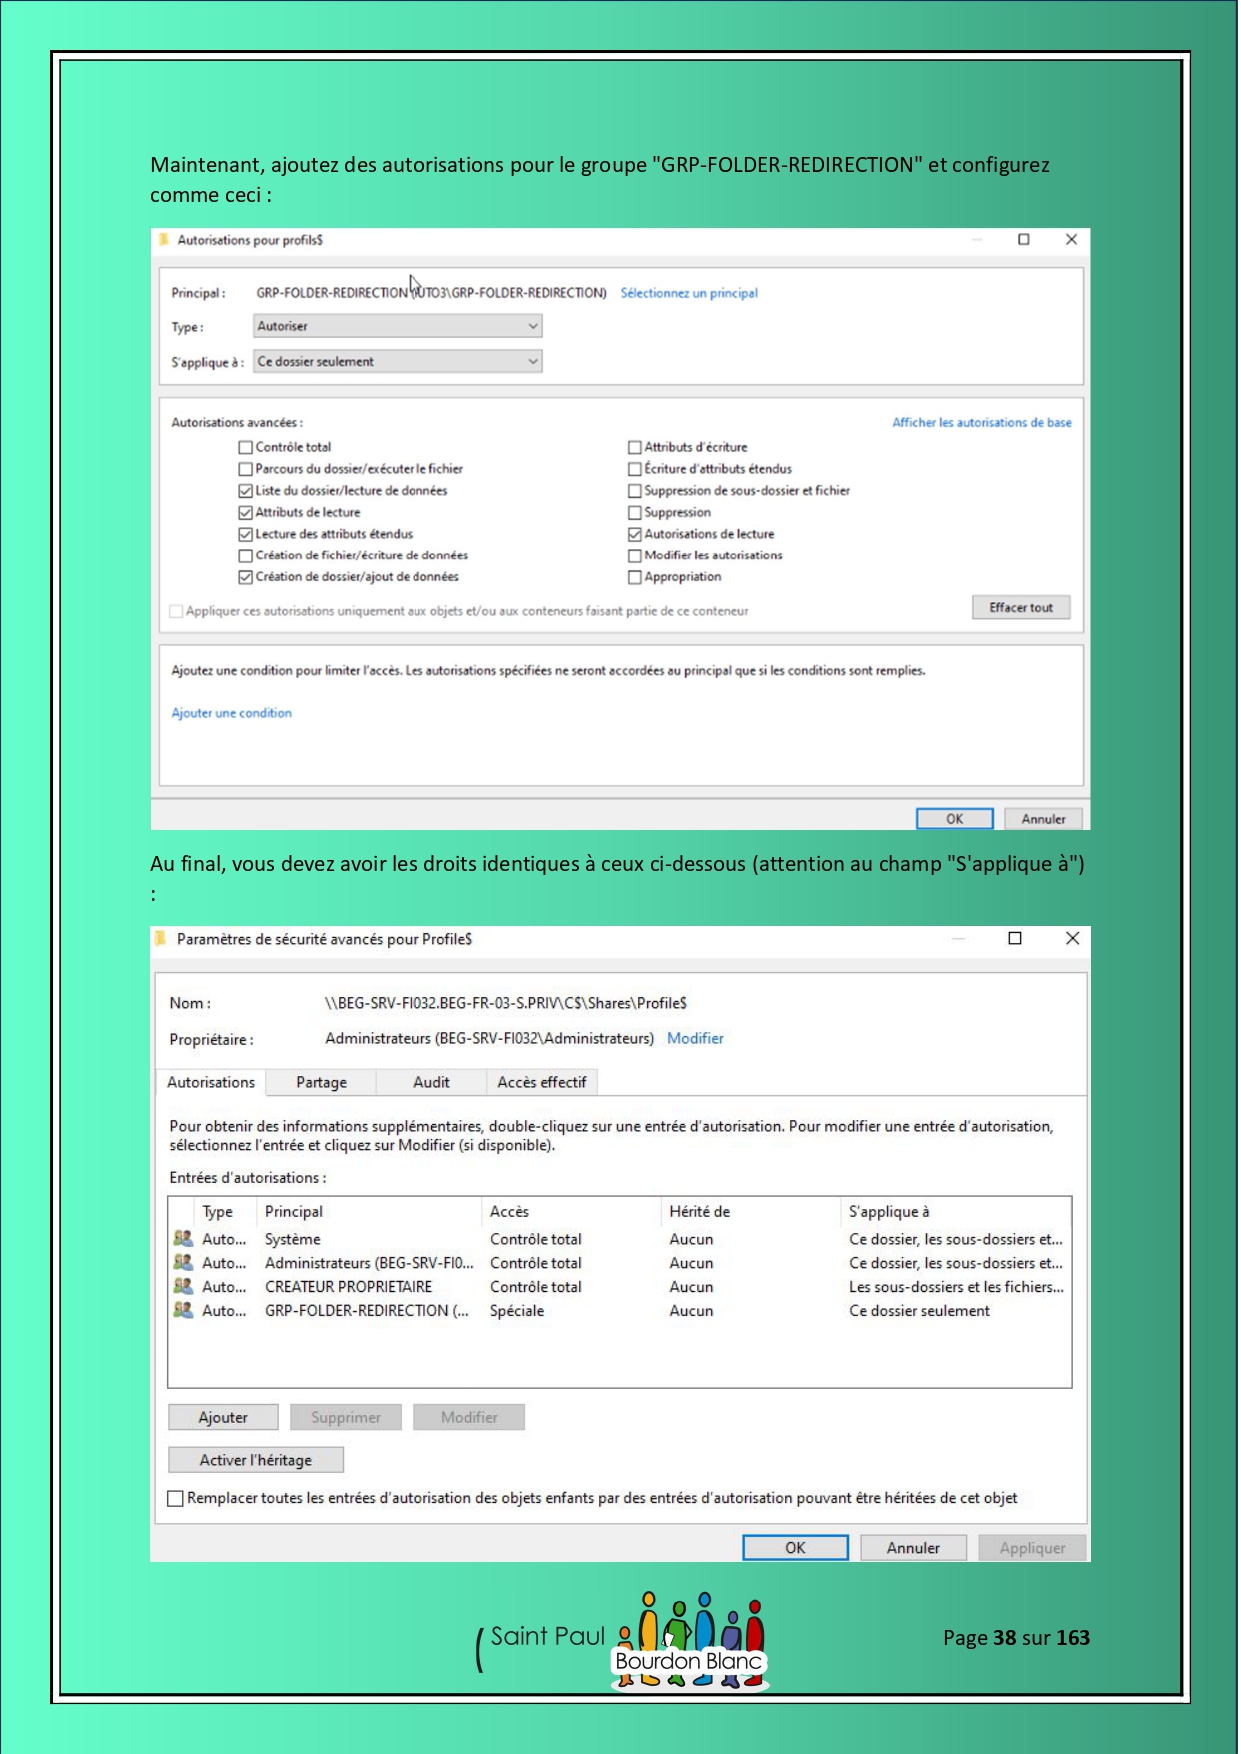 Maintenant, ajoutez des autorisations pour le groupe "GRP-FOLDER-REDIRECTION" et configurez
comme ceci :
Autorisations pour profils$
Principal : GRP-FOLDER-REDIRECTION (UTO3\GRP-FOLDER-REDIRECTION) Sélectionnez un principal
Type : Autoriser
S'applique à : Ce dossier seulement
Autorisations avancées : Afficher les autorisations de base
Contrôle total Attributs d'écriture
Parcours du dossier/exécuter le fichier Écriture d'attributs étendus
Liste du dossier/lecture de données Suppression de sous-dossier et fichier
Attributs de lecture Suppression
Lecture des attributs étendus Autorisations de lecture
Création de fichier/écriture de données Modifier les autorisations
Création de dossier/ajout de données Appropriation
Appliquer ces autorisations uniquement aux objets et/ou aux conteneurs faisant partie de ce conteneur Effacer tout
Ajoutez une condition pour limiter l'accès. Les autorisations spécifiées ne seront accordées au principal que si les conditions sont remplies.
Ajouter une condition
OK Annuler
Au final, vous devez avoir les droits identiques à ceux ci-dessous (attention au champ "S'applique à")
:
Paramètres de sécurité avancés pour Profile$
Nom : \\BEG-SRV-FI032.BEG-FR-03-S.PRIV\C$\Shares\Profile$
Propriétaire : Administrateurs (BEG-SRV-FI032\Administrateurs) Modifier
Autorisations Partage Audit Accès effectif
Pour obtenir des informations supplémentaires, double-cliquez sur une entrée d'autorisation. Pour modifier une entrée d'autorisation,
sélectionnez l'entrée et cliquez sur Modifier (si disponible).
Entrées d'autorisations :
Type Principal Accès Hérité de S'applique à
Auto... Système Contrôle total Aucun Ce dossier, les sous-dossiers et...
Auto... Administrateurs (BEG-SRV-FI0... Contrôle total Aucun Ce dossier, les sous-dossiers et...
Auto... CREATEUR PROPRIETAIRE Contrôle total Aucun Les sous-dossiers et les fichiers...
Auto... GRP-FOLDER-REDIRECTION (... Spéciale Aucun Ce dossier seulement
Ajouter Supprimer Modifier
Activer l'héritage
Remplacer toutes les entrées d'autorisation des objets enfants par des entrées d'autorisation pouvant être héritées de cet objet
OK Annuler Appliquer
Saint Paul
Bourdon Blanc
Page 38 sur 163